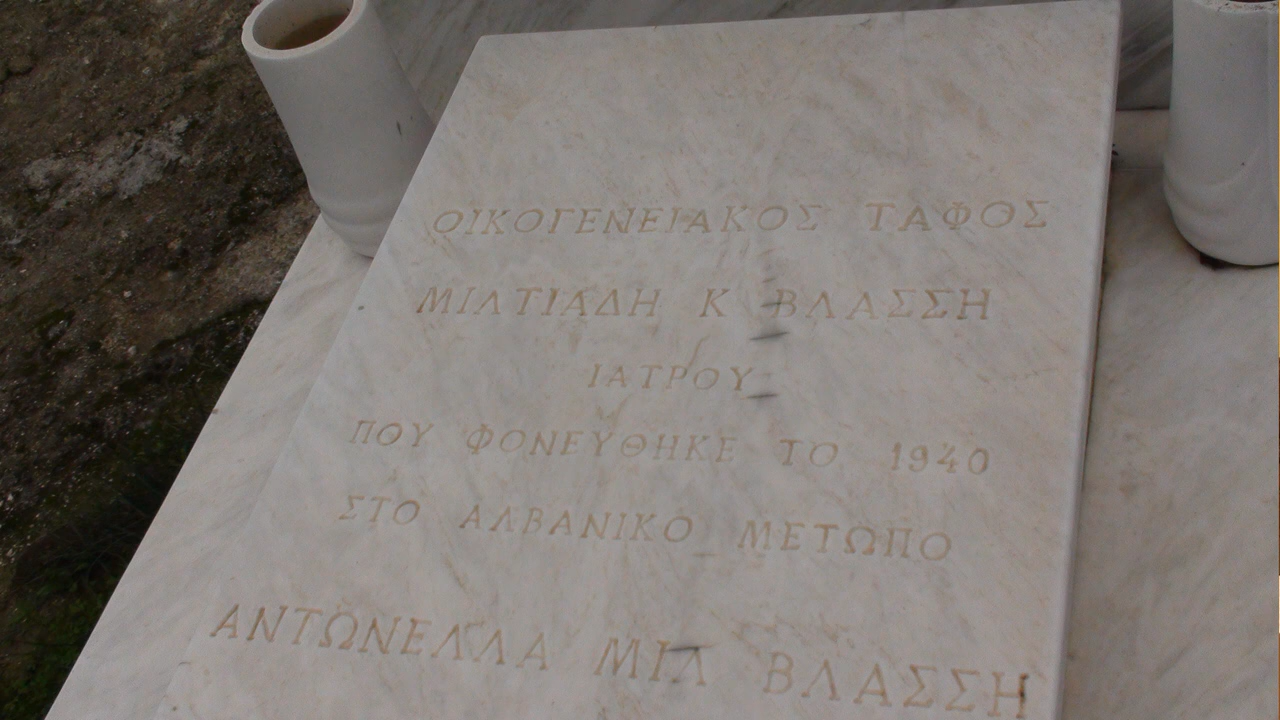 ΟΙΚΟΓΕΝΕΙΑΚΟΣ ΤΑΦΟΣ
ΜΙΛΤΙΑΔΗ Κ ΒΛΑΣΣΗ
ΙΑΤΡΟΥ
ΠΟΥ ΦΟΝΕΥΘΗΚΕ ΤΟ 1940
ΣΤΟ ΑΛΒΑΝΙΚΟ ΜΕΤΩΠΟ
ΑΝΤΩΝΕΛΛΑ ΜΙΛ ΒΛΑΣΣΗ